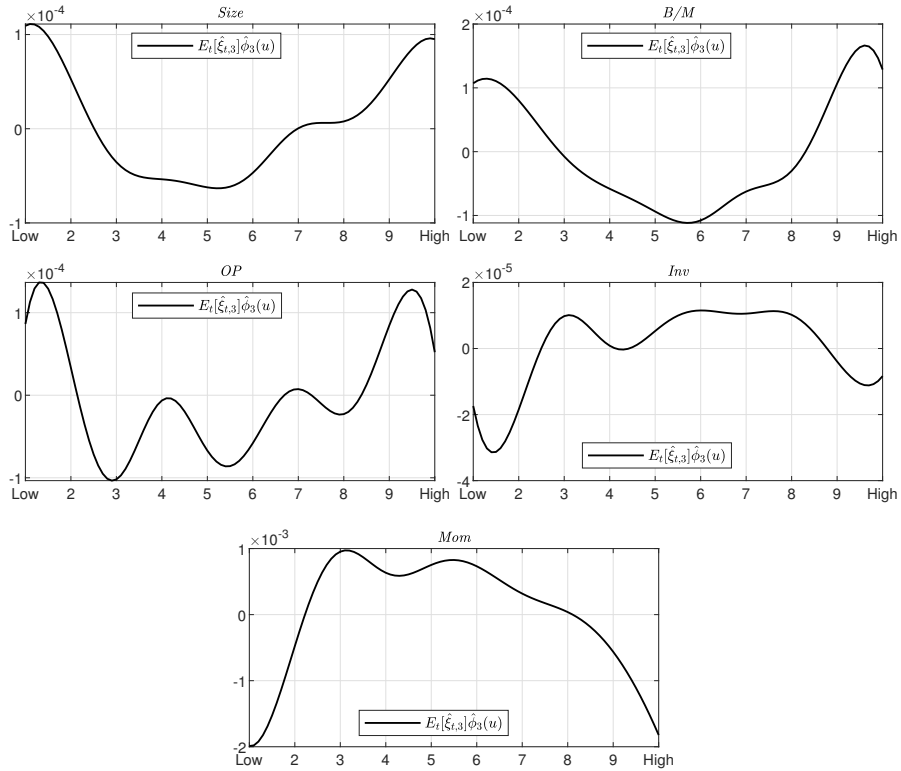 Size
×10⁻⁴
1
0
-1
E_t[ξ̂_{t,3}]φ̂_3(u)
Low 2 3 4 5 6 7 8 9 High
B/M
×10⁻⁴
2
1
0
-1
E_t[ξ̂_{t,3}]φ̂_3(u)
Low 2 3 4 5 6 7 8 9 High
OP
×10⁻⁴
1
0
-1
E_t[ξ̂_{t,3}]φ̂_3(u)
Low 2 3 4 5 6 7 8 9 High
Inv
×10⁻⁵
2
0
-2
-4
E_t[ξ̂_{t,3}]φ̂_3(u)
Low 2 3 4 5 6 7 8 9 High
Mom
×10⁻³
1
0
-1
-2
E_t[ξ̂_{t,3}]φ̂_3(u)
Low 2 3 4 5 6 7 8 9 High